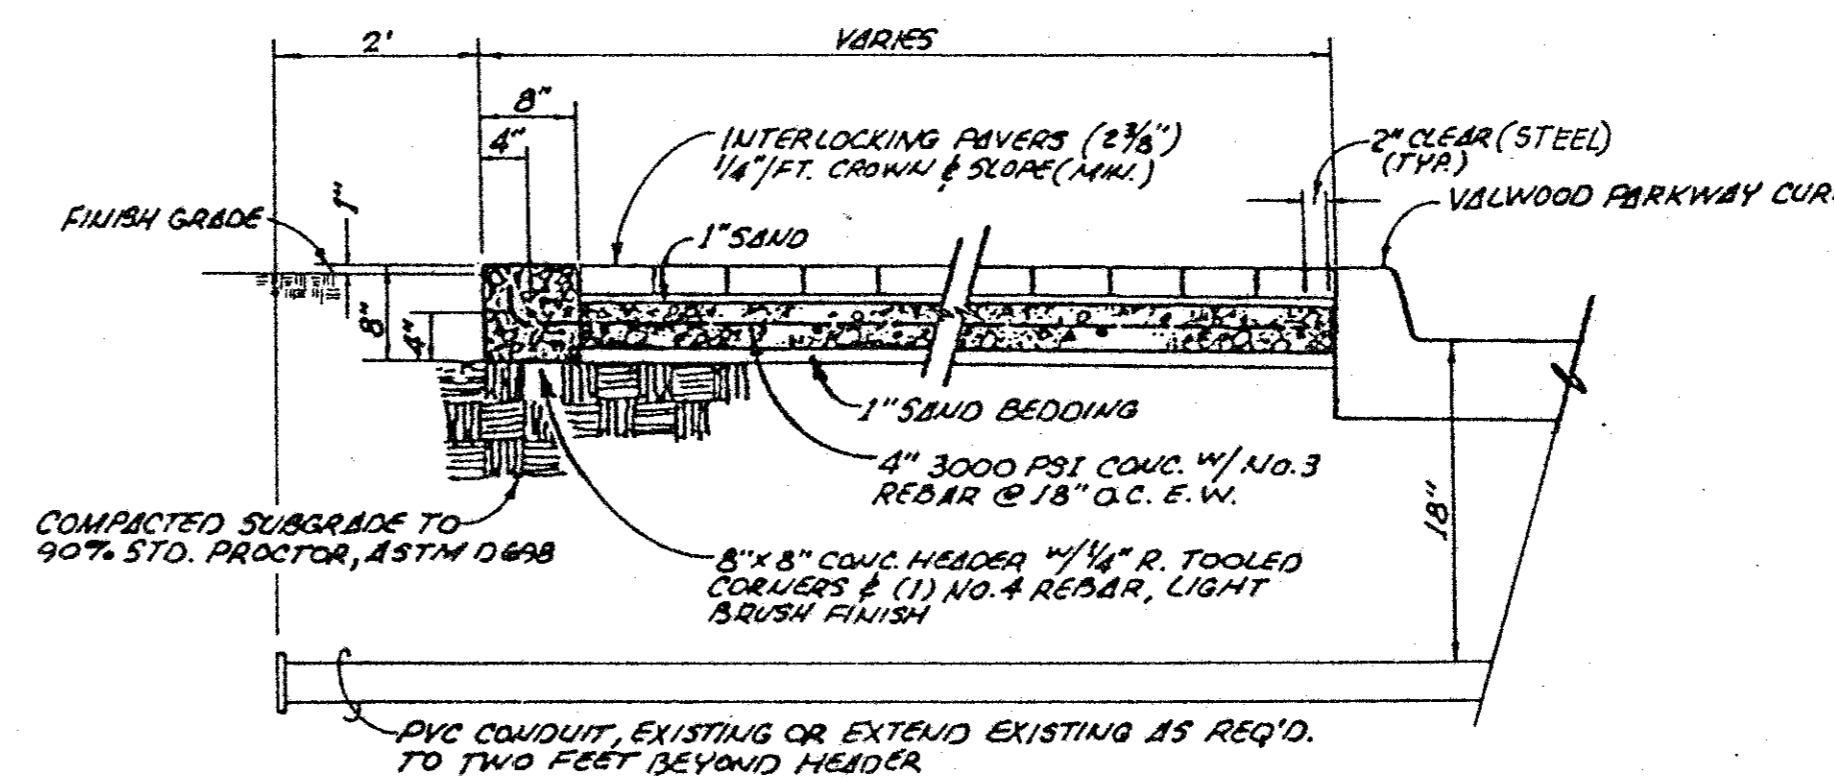 2'
VARIES
8"
4"
INTERLOCKING PAVERS (2 3/8")
1/4"/FT. CROWN & SLOPE (MIN.)
2" CLEAR (STEEL)
(TYP.)
VALWOOD PARKWAY CUR
1"
FINISH GRADE
1" SAND
8"
4"
1" SAND BEDDING
4" 3000 PSI CONC. W/ NO.3
REBAR @ 18" O.C. E.W.
18"
COMPACTED SUBGRADE TO
90% STD. PROCTOR, ASTM D698
8" X 8" CONC. HEADER W/ 1/4" R. TOOLED
CORNERS & (1) NO.4 REBAR, LIGHT
BRUSH FINISH
PVC CONDUIT, EXISTING OR EXTEND EXISTING AS REQ'D.
TO TWO FEET BEYOND HEADER